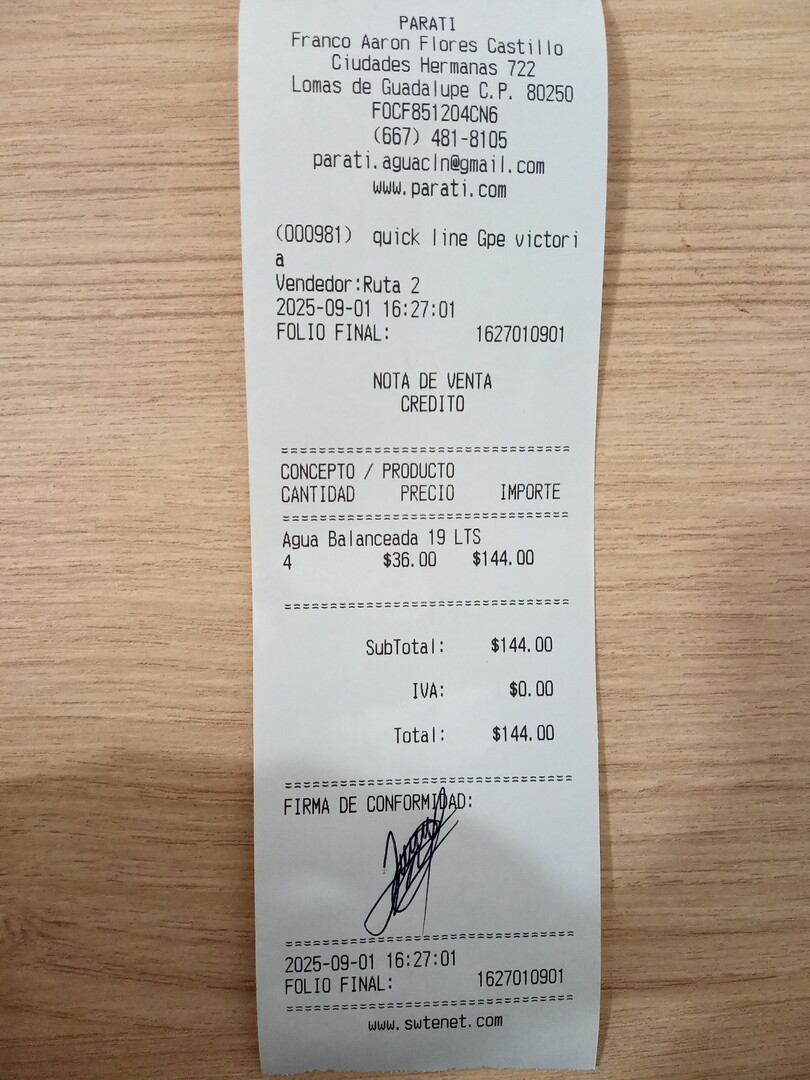 PARATI
Franco Aaron Flores Castillo
Ciudades Hermanas 722
Lomas de Guadalupe C.P. 80250
FOCF851204CN6
(667) 481-8105
parati.aguacln@gmail.com
www.parati.com
(000981) quick line Gpe victori
a
Vendedor:Ruta 2
2025-09-01 16:27:01
FOLIO FINAL: 1627010901
NOTA DE VENTA
CREDITO
CONCEPTO / PRODUCTO
CANTIDAD PRECIO IMPORTE
Agua Balanceada 19 LTS
4 $36.00 $144.00
SubTotal: $144.00
IVA: $0.00
Total: $144.00
FIRMA DE CONFORMIDAD:
2025-09-01 16:27:01
FOLIO FINAL: 1627010901
www.swtenet.com